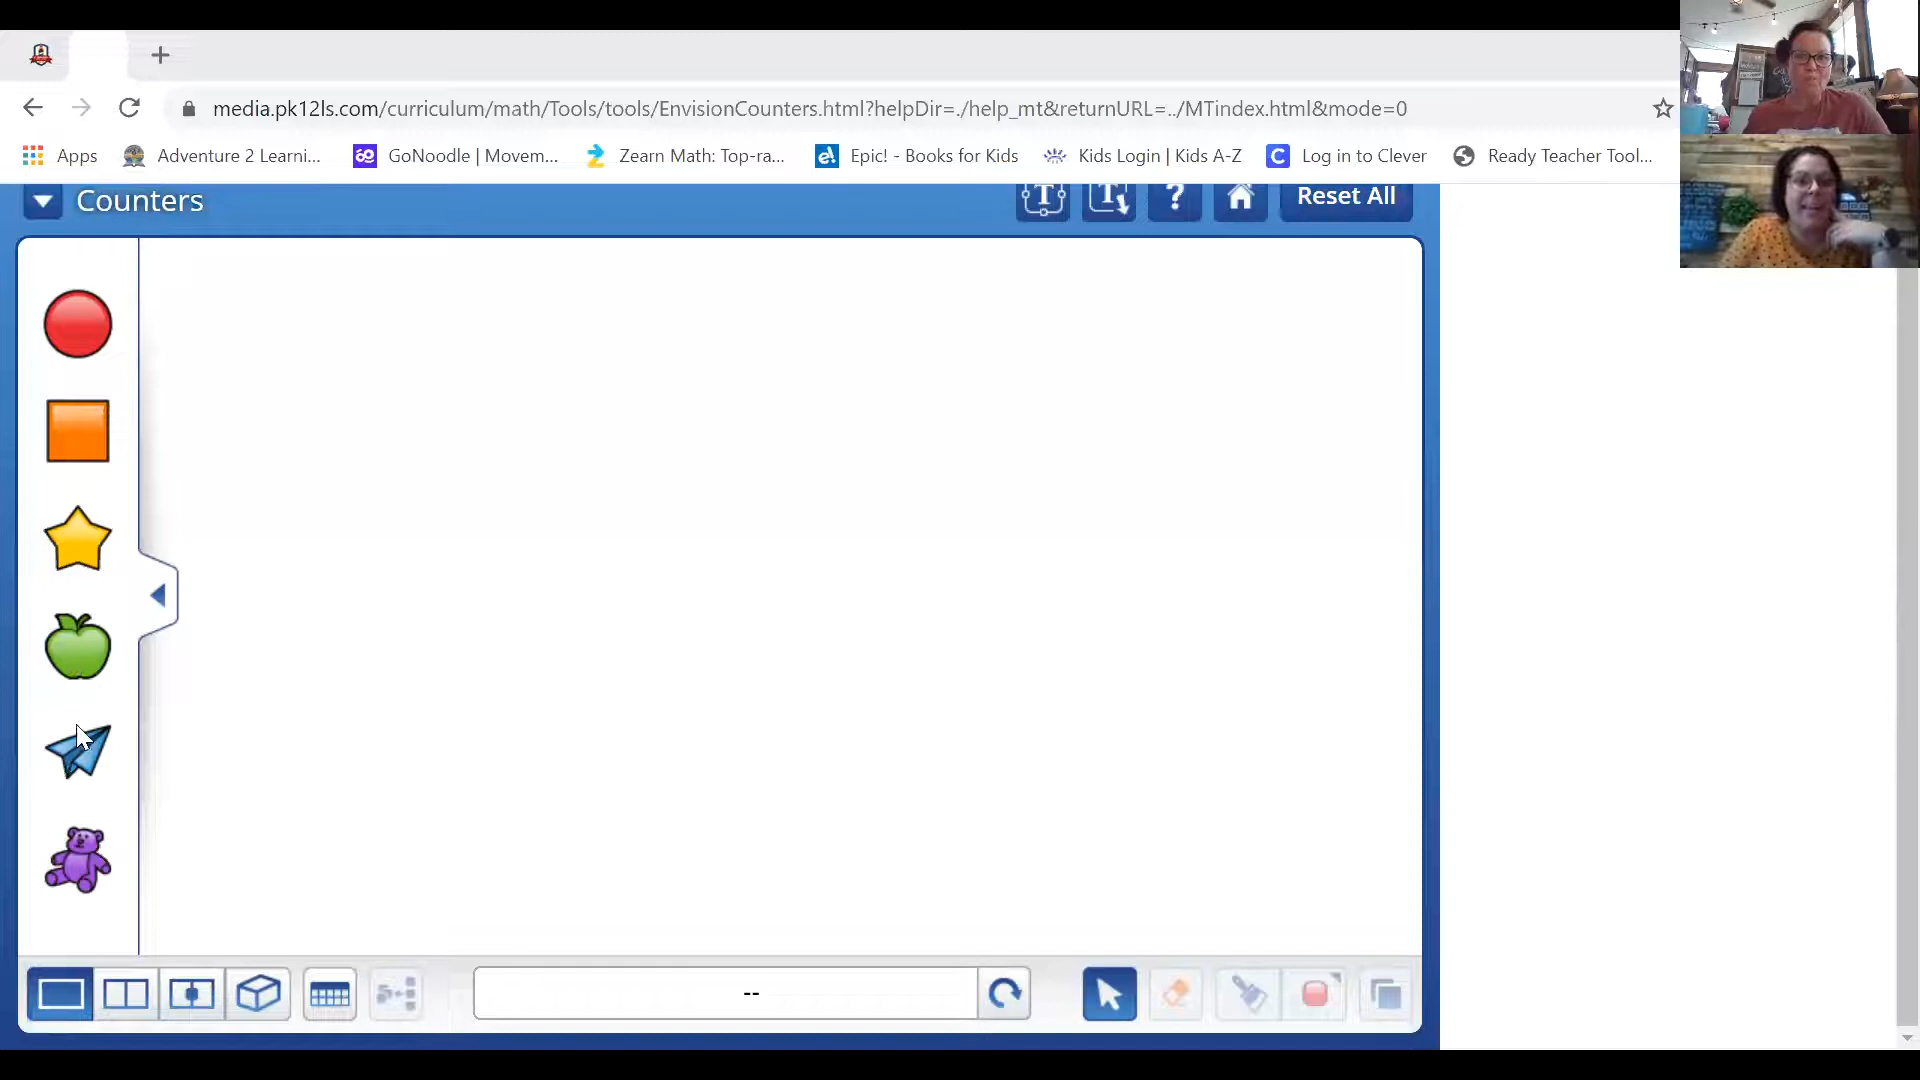 media.pk12ls.com/curriculum/math/Tools/tools/EnvisionCounters.html?helpDir=./help_mt&returnURL=../MTindex.html&mode=0
Apps Adventure 2 Learni... GoNoodle | Movem... Zearn Math: Top-ra... Epic! - Books for Kids Kids Login | Kids A-Z Log in to Clever Ready Teacher Tool...
Counters T T ? Reset All
--